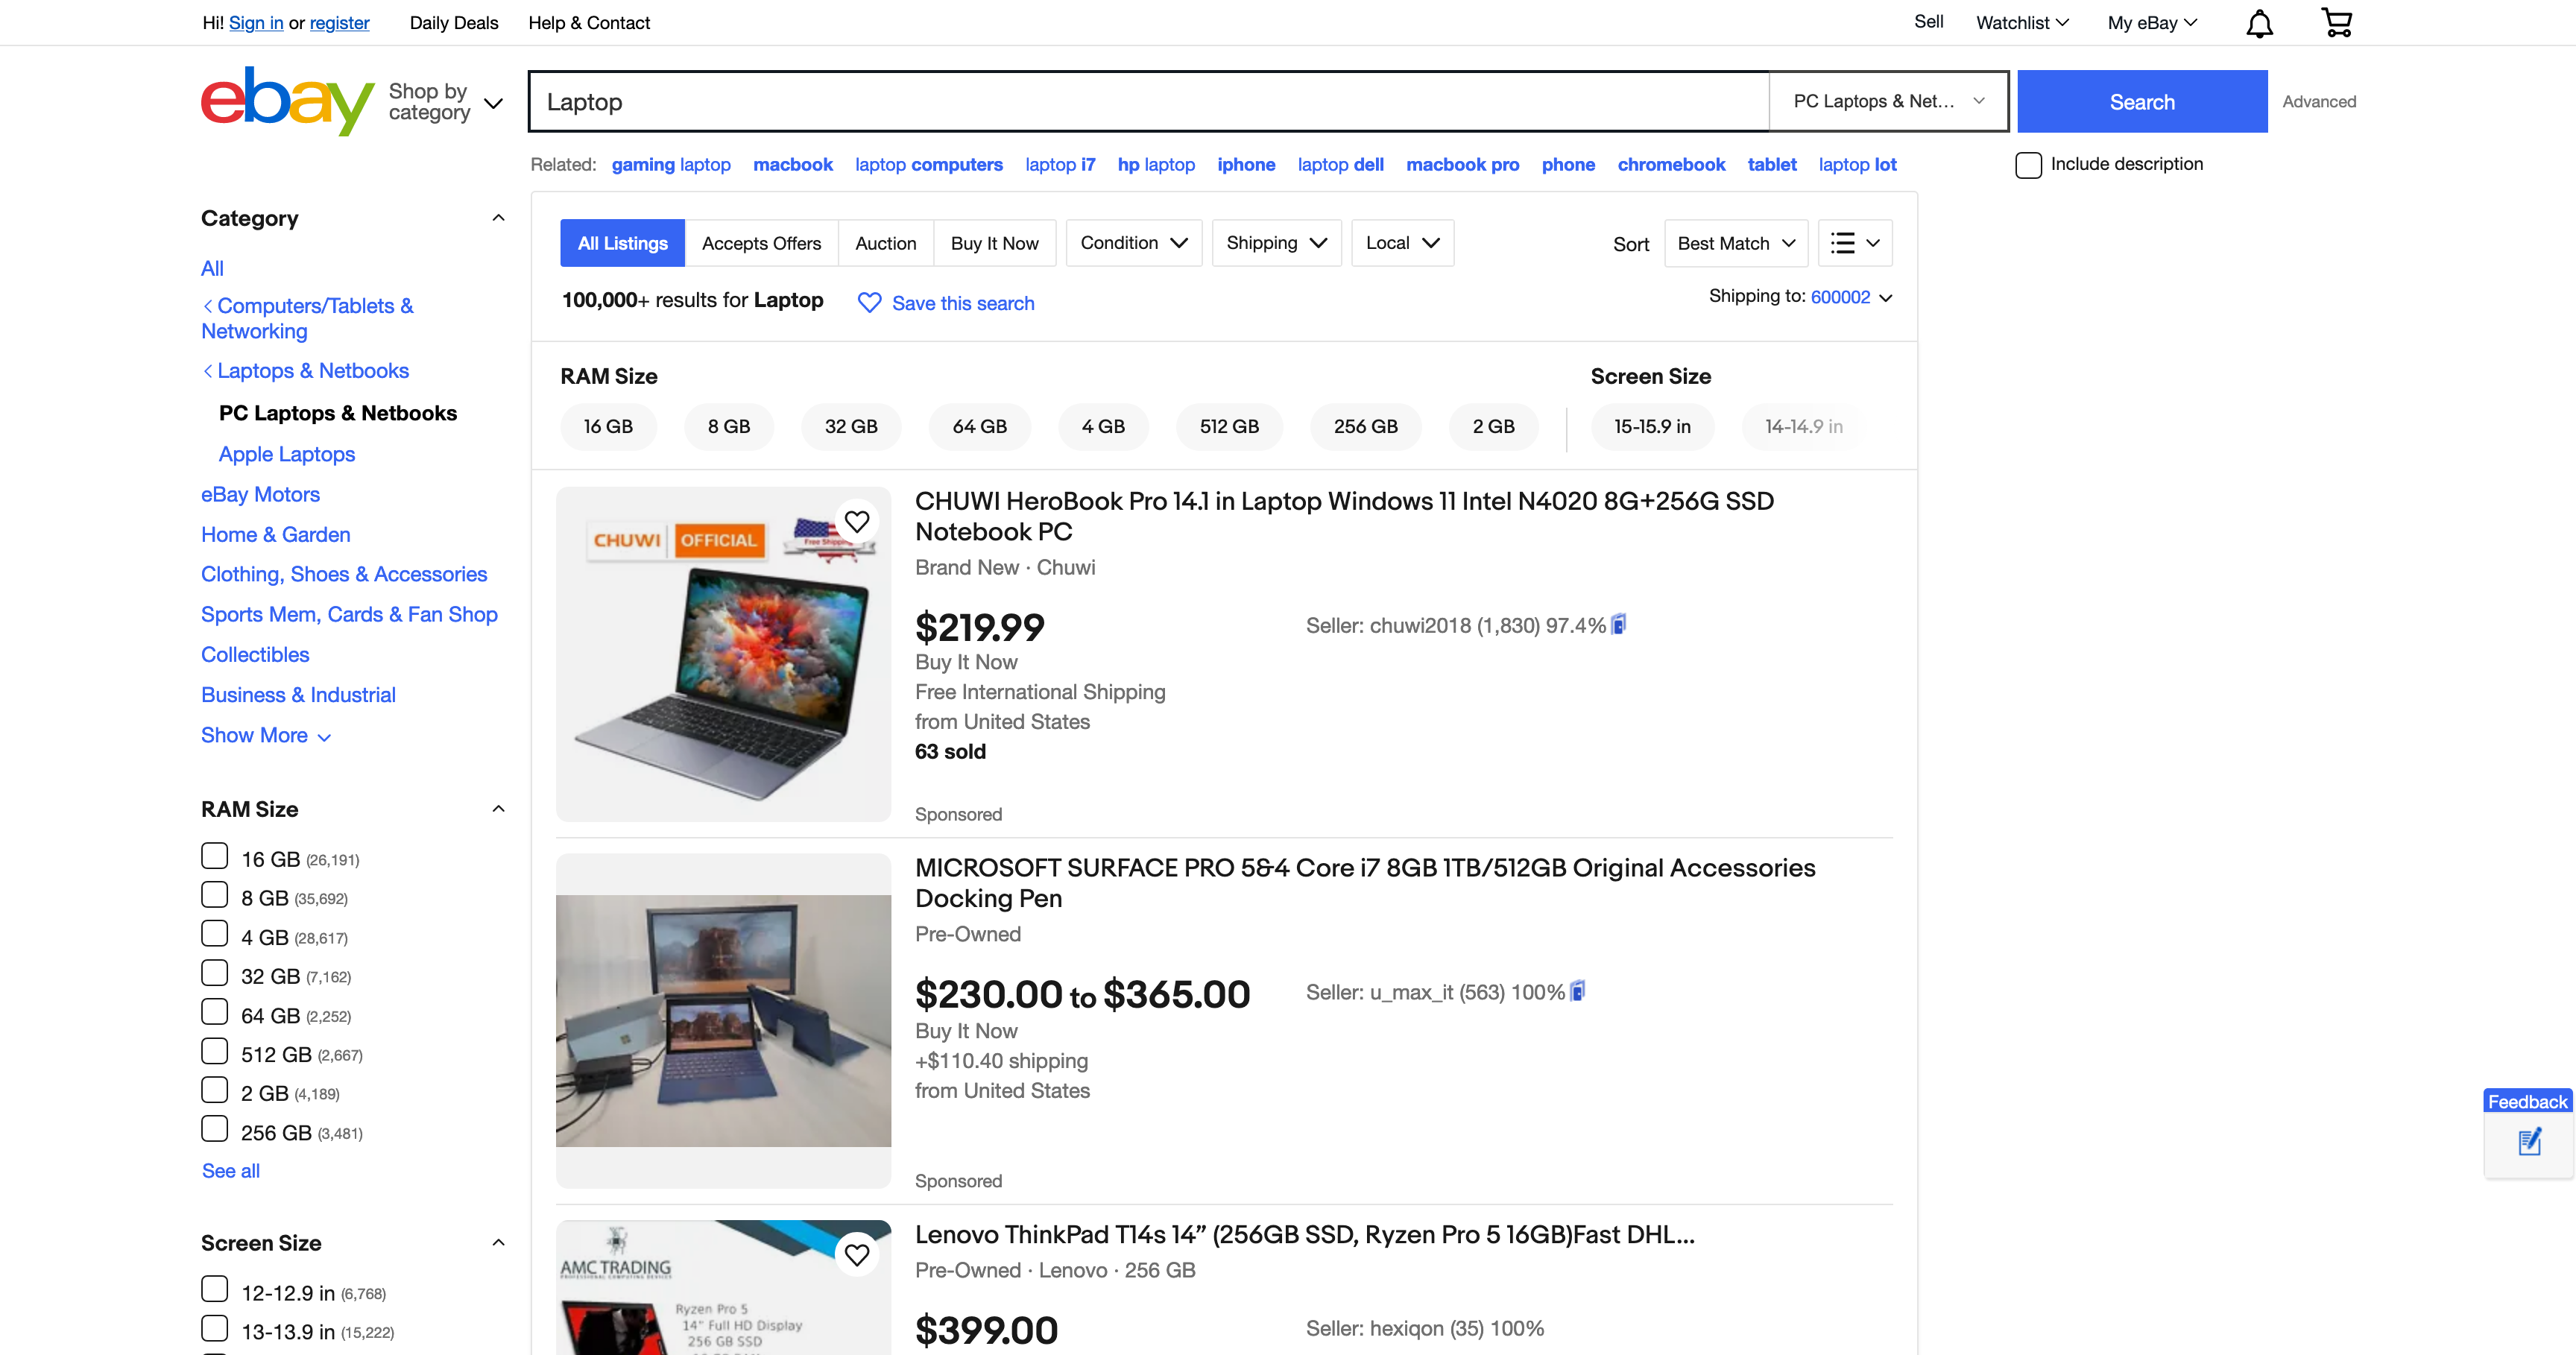 Hi! Sign in or register Daily Deals Help & Contact Sell Watchlist My eBay
ebay
Shop by category
Laptop
PC Laptops & Net...
Search
Advanced
Related: gaming laptop macbook laptop computers laptop i7 hp laptop iphone laptop dell macbook pro phone chromebook tablet laptop lot
Include description
Category
All
Computers/Tablets &
Networking
Laptops & Netbooks
PC Laptops & Netbooks
Apple Laptops
eBay Motors
Home & Garden
Clothing, Shoes & Accessories
Sports Mem, Cards & Fan Shop
Collectibles
Business & Industrial
Show More
RAM Size
16 GB (26,191)
8 GB (35,692)
4 GB (28,617)
32 GB (7,162)
64 GB (2,252)
512 GB (2,667)
2 GB (4,189)
256 GB (3,481)
See all
Screen Size
12-12.9 in (6,768)
13-13.9 in (15,222)
All Listings Accepts Offers Auction Buy It Now Condition Shipping Local Sort Best Match
100,000+ results for Laptop Save this search Shipping to: 600002
RAM Size Screen Size
16 GB 8 GB 32 GB 64 GB 4 GB 512 GB 256 GB 2 GB 15-15.9 in 14-14.9 in
CHUWI OFFICIAL
Free Shipping
CHUWI HeroBook Pro 14.1 in Laptop Windows 11 Intel N4020 8G+256G SSD
Notebook PC
Brand New · Chuwi
$219.99 Seller: chuwi2018 (1,830) 97.4%
Buy It Now
Free International Shipping
from United States
63 sold
Sponsored
MICROSOFT SURFACE PRO 5&4 Core i7 8GB 1TB/512GB Original Accessories
Docking Pen
Pre-Owned
$230.00 to $365.00 Seller: u_max_it (563) 100%
Buy It Now
+$110.40 shipping
from United States
Sponsored
AMC TRADING
Ryzen Pro 5
14" Full HD Display
256 GB SSD
Lenovo ThinkPad T14s 14” (256GB SSD, Ryzen Pro 5 16GB)Fast DHL...
Pre-Owned · Lenovo · 256 GB
$399.00 Seller: hexiqon (35) 100%
Feedback